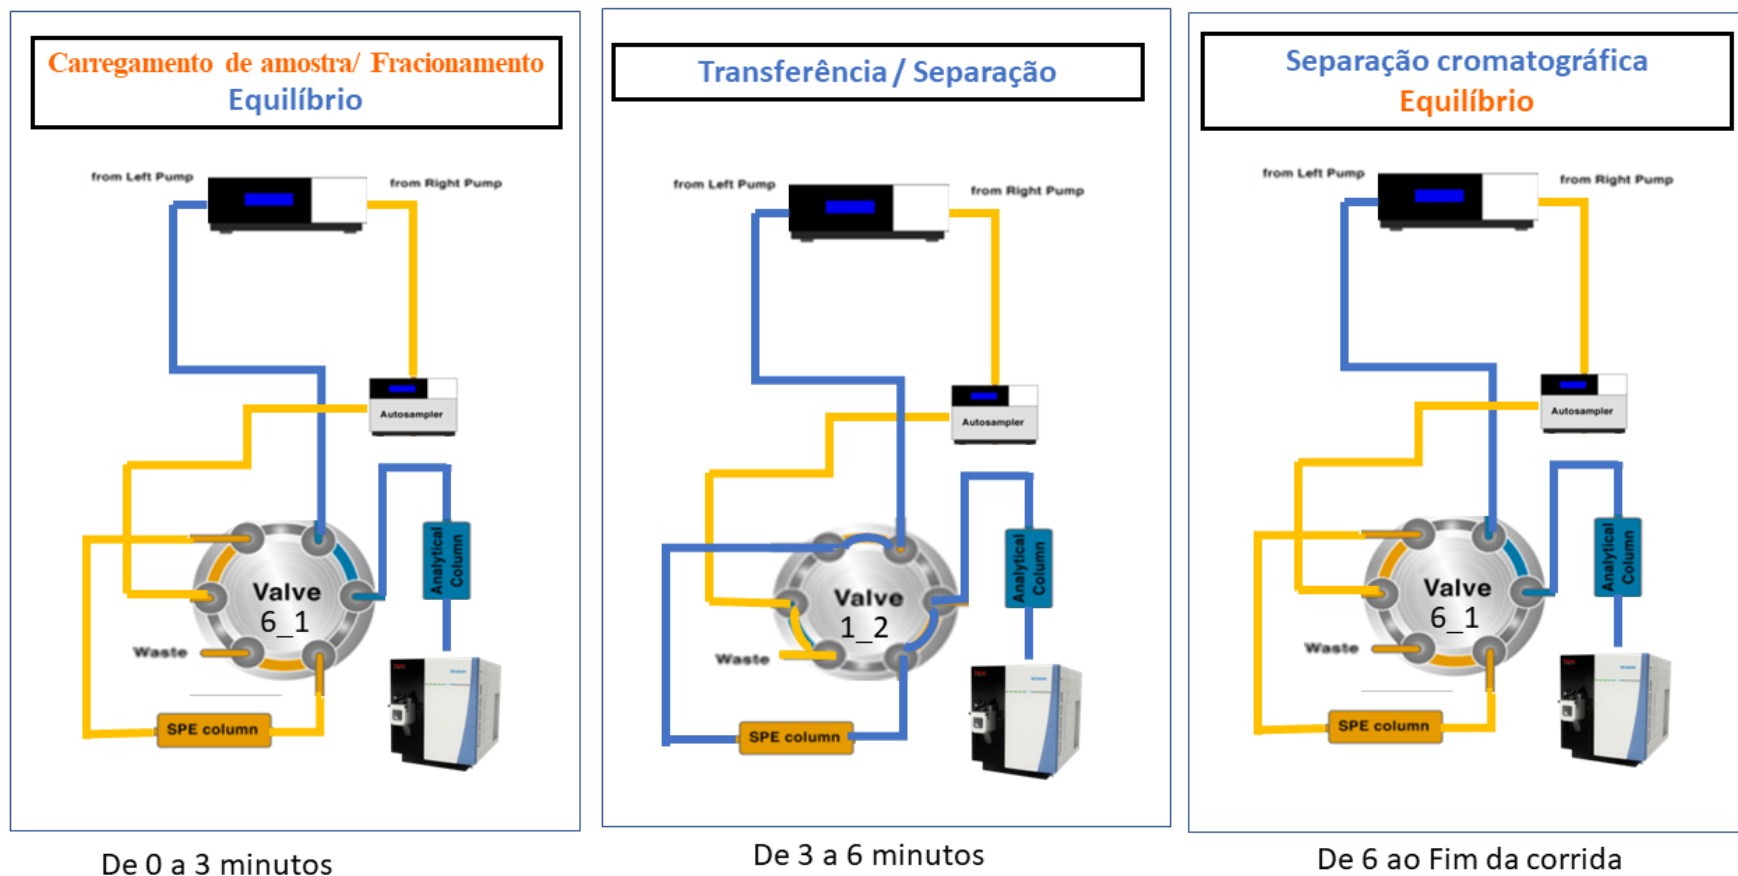 Carregamento de amostra/ Fracionamento
Equilíbrio
from Left Pump
from Right Pump
Autosampler
Analytical
Column
Valve
6_1
Waste
SPE column
De 0 a 3 minutos
Transferência / Separação
from Left Pump
from Right Pump
Autosampler
Analytical
Column
Valve
1_2
Waste
SPE column
De 3 a 6 minutos
Separação cromatográfica
Equilíbrio
from Left Pump
from Right Pump
Autosampler
Analytical
Column
Valve
6_1
Waste
SPE column
De 6 ao Fim da corrida